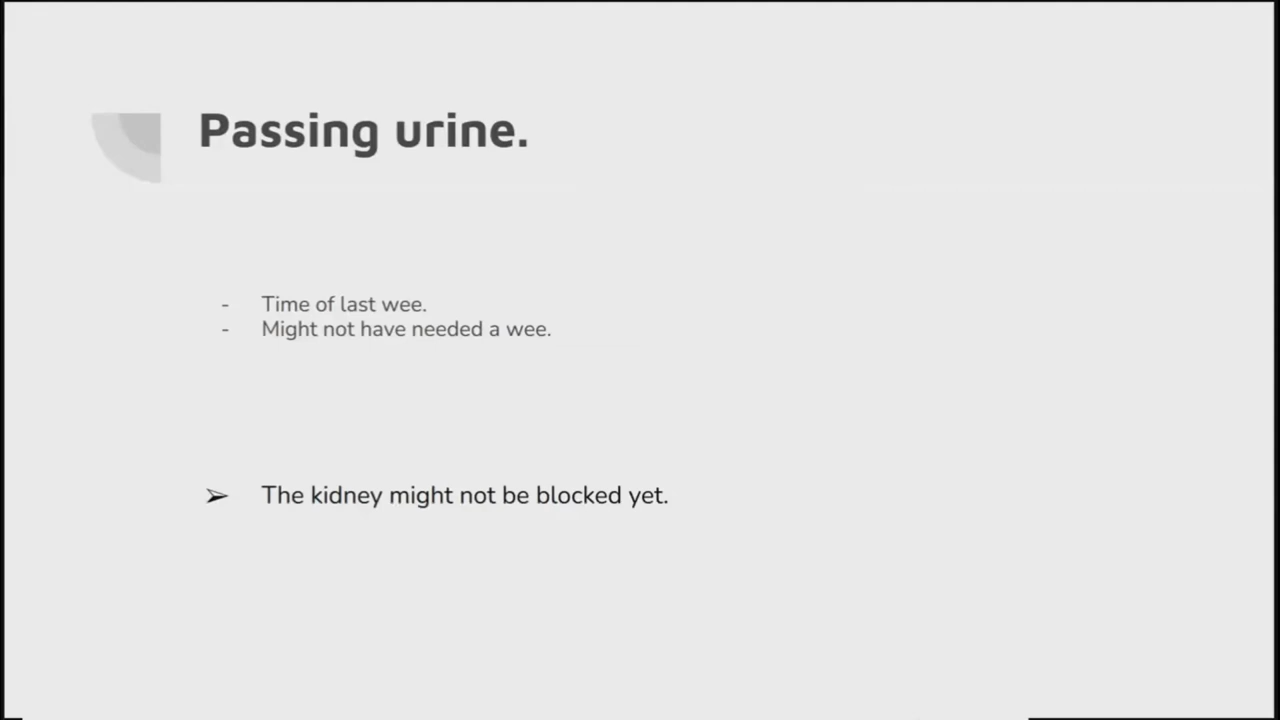 Passing urine.
- Time of last wee.
- Might not have needed a wee.
➢ The kidney might not be blocked yet.